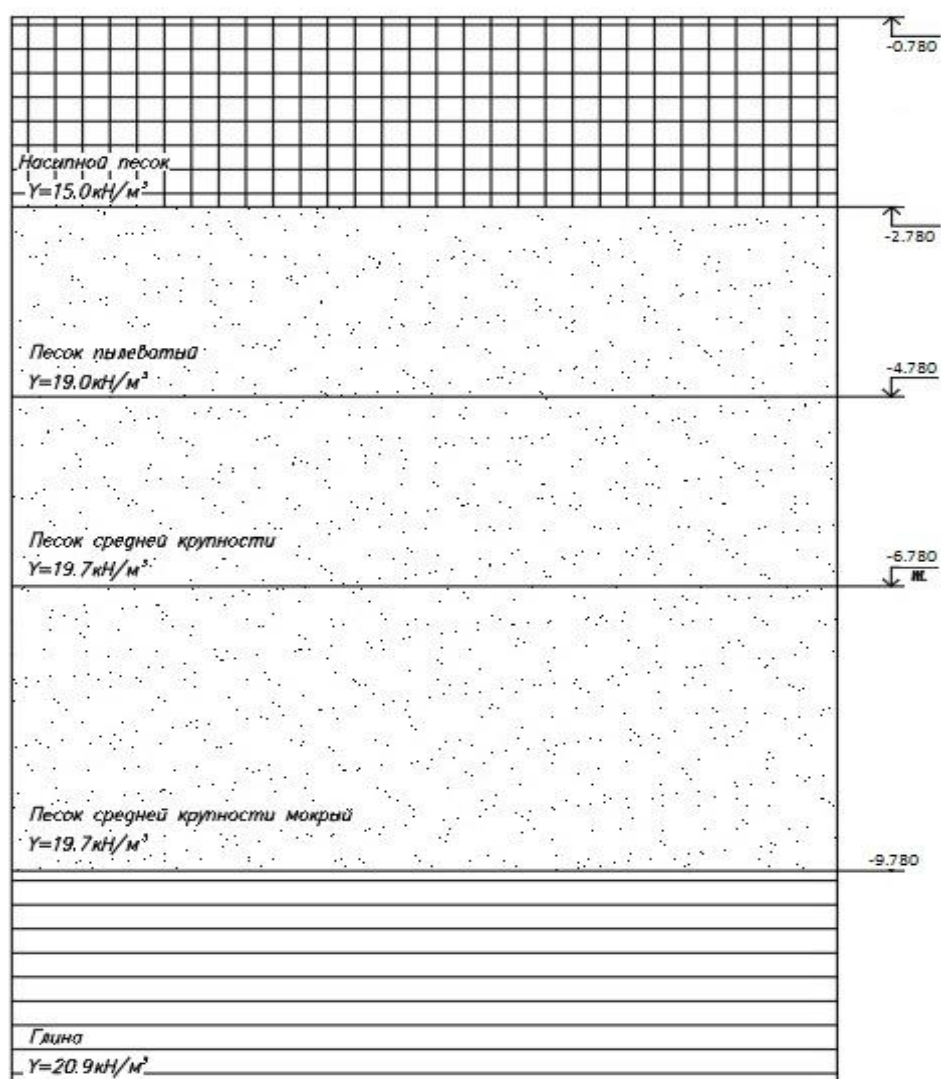 -0.780
Насыпной песок
Y=15.0кН/м³
-2.780
Песок пылеватый
Y=19.0кН/м³
-4.780
Песок средней крупности
Y=19.7кН/м³
-6.780
Песок средней крупности мокрый
Y=19.7кН/м³
-9.780
Глина
Y=20.9кН/м³